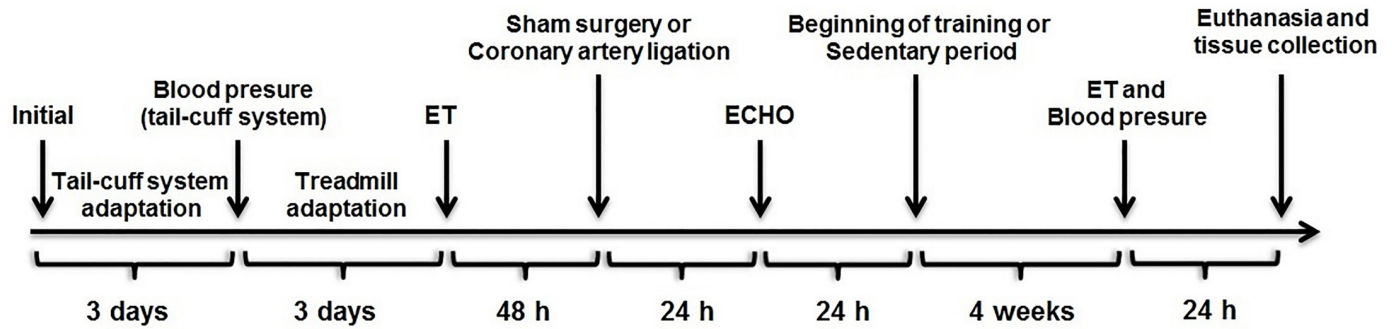 Initial
Blood presure
(tail-cuff system)
ET
Sham surgery or
Coronary artery ligation
ECHO
Beginning of training or
Sedentary period
ET and
Blood presure
Euthanasia and
tissue collection
Tail-cuff system
adaptation
Treadmill
adaptation
3 days
3 days
48 h
24 h
24 h
4 weeks
24 h